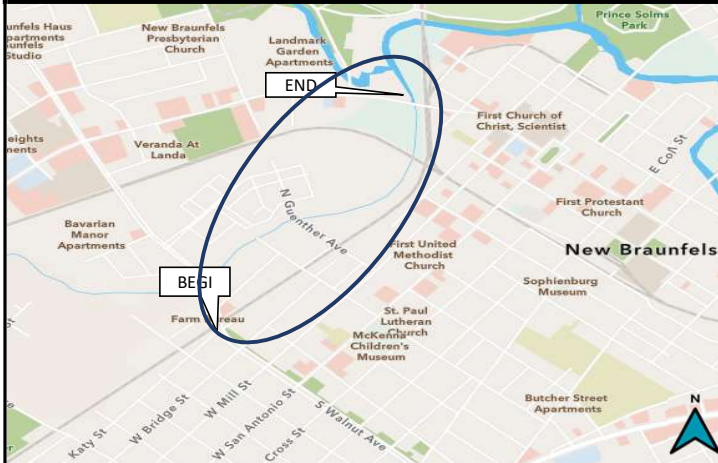 unfels Haus
partments
unfels
Studio
New Braunfels
Presbyterian
Church
Landmark
Garden
Apartments
Prince Solms
Park
END
First Church of
Christ, Scientist
E Coll St
eights
ments
Veranda At
Landa
N Guenther Ave
First Protestant
Church
Bavarian
Manor
Apartments
First United
Methodist
Church
New Braunfels
BEGI
Sophienburg
Museum
Farm
reau
St. Paul
Lutheran
Church
McKenna
Children's
Museum
Butcher Street
Apartments
N
W Mill St
W Bridge St
Katy St
W San Antonio St
Cross St
S Walnut Ave